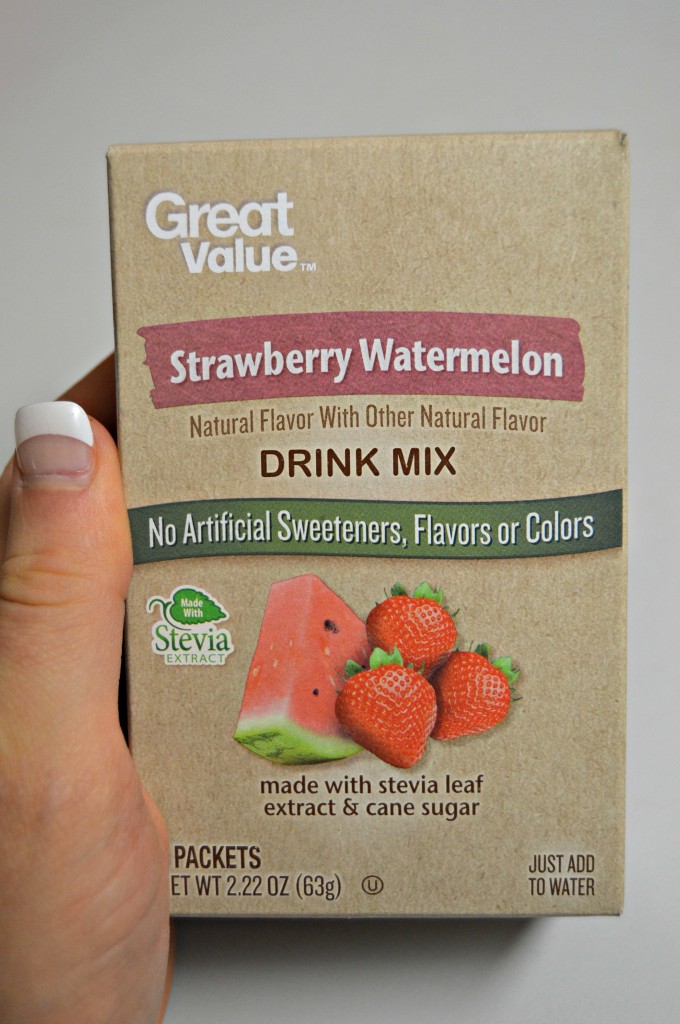 Great
Value™
Strawberry Watermelon
Natural Flavor With Other Natural Flavor
DRINK MIX
No Artificial Sweeteners, Flavors or Colors
Made
With
Stevia
EXTRACT
made with stevia leaf
extract & cane sugar
PACKETS
ET WT 2.22 OZ (63g) U
JUST ADD
TO WATER